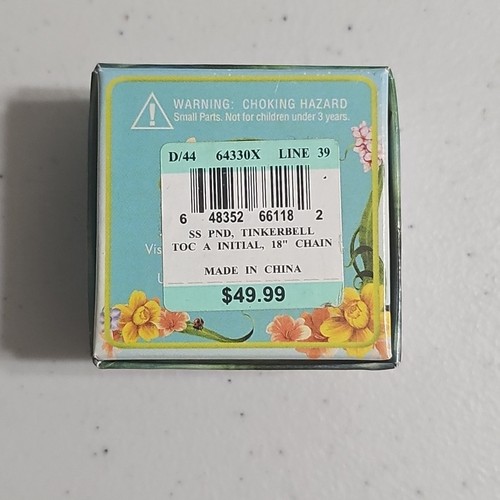 WARNING: CHOKING HAZARD
Small Parts. Not for children under 3 years.
D/44 64330X LINE 39
6 48352 66118 2
SS PND, TINKERBELL
TOC A INITIAL, 18" CHAIN
MADE IN CHINA
$49.99